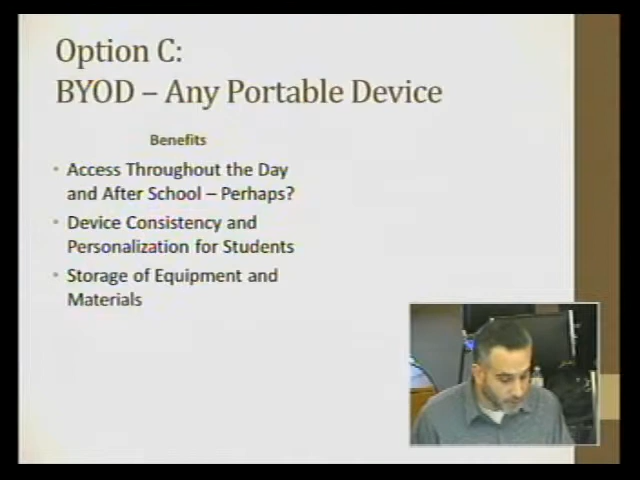 Option C:
BYOD – Any Portable Device
Benefits
• Access Throughout the Day
and After School – Perhaps?
• Device Consistency and
Personalization for Students
• Storage of Equipment and
Materials